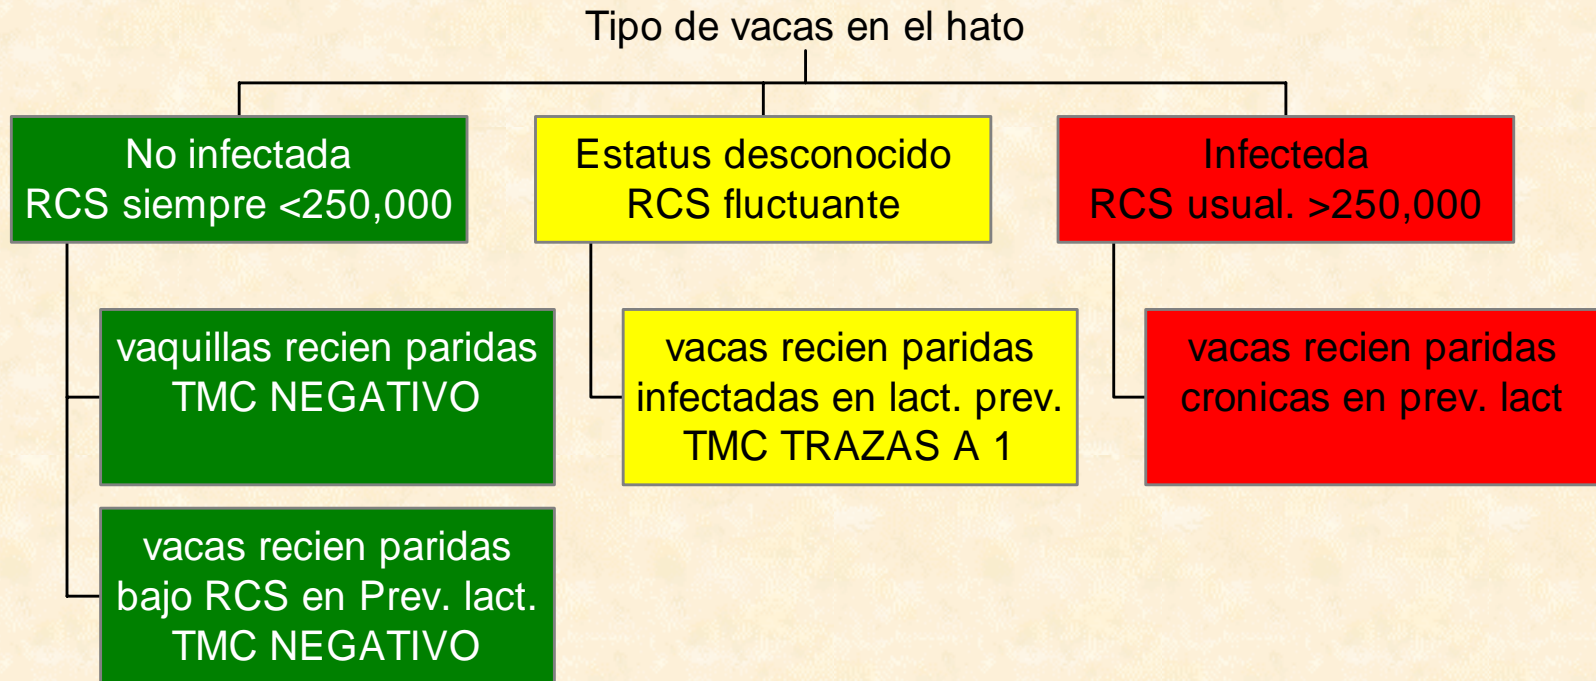 Tipo de vacas en el hato
No infectada
RCS siempre <250,000
Estatus desconocido
RCS fluctuante
Infecteda
RCS usual. >250,000
vaquillas recien paridas
TMC NEGATIVO
vacas recien paridas
infectadas en lact. prev.
TMC TRAZAS A 1
vacas recien paridas
cronicas en prev. lact
vacas recien paridas
bajo RCS en Prev. lact.
TMC NEGATIVO